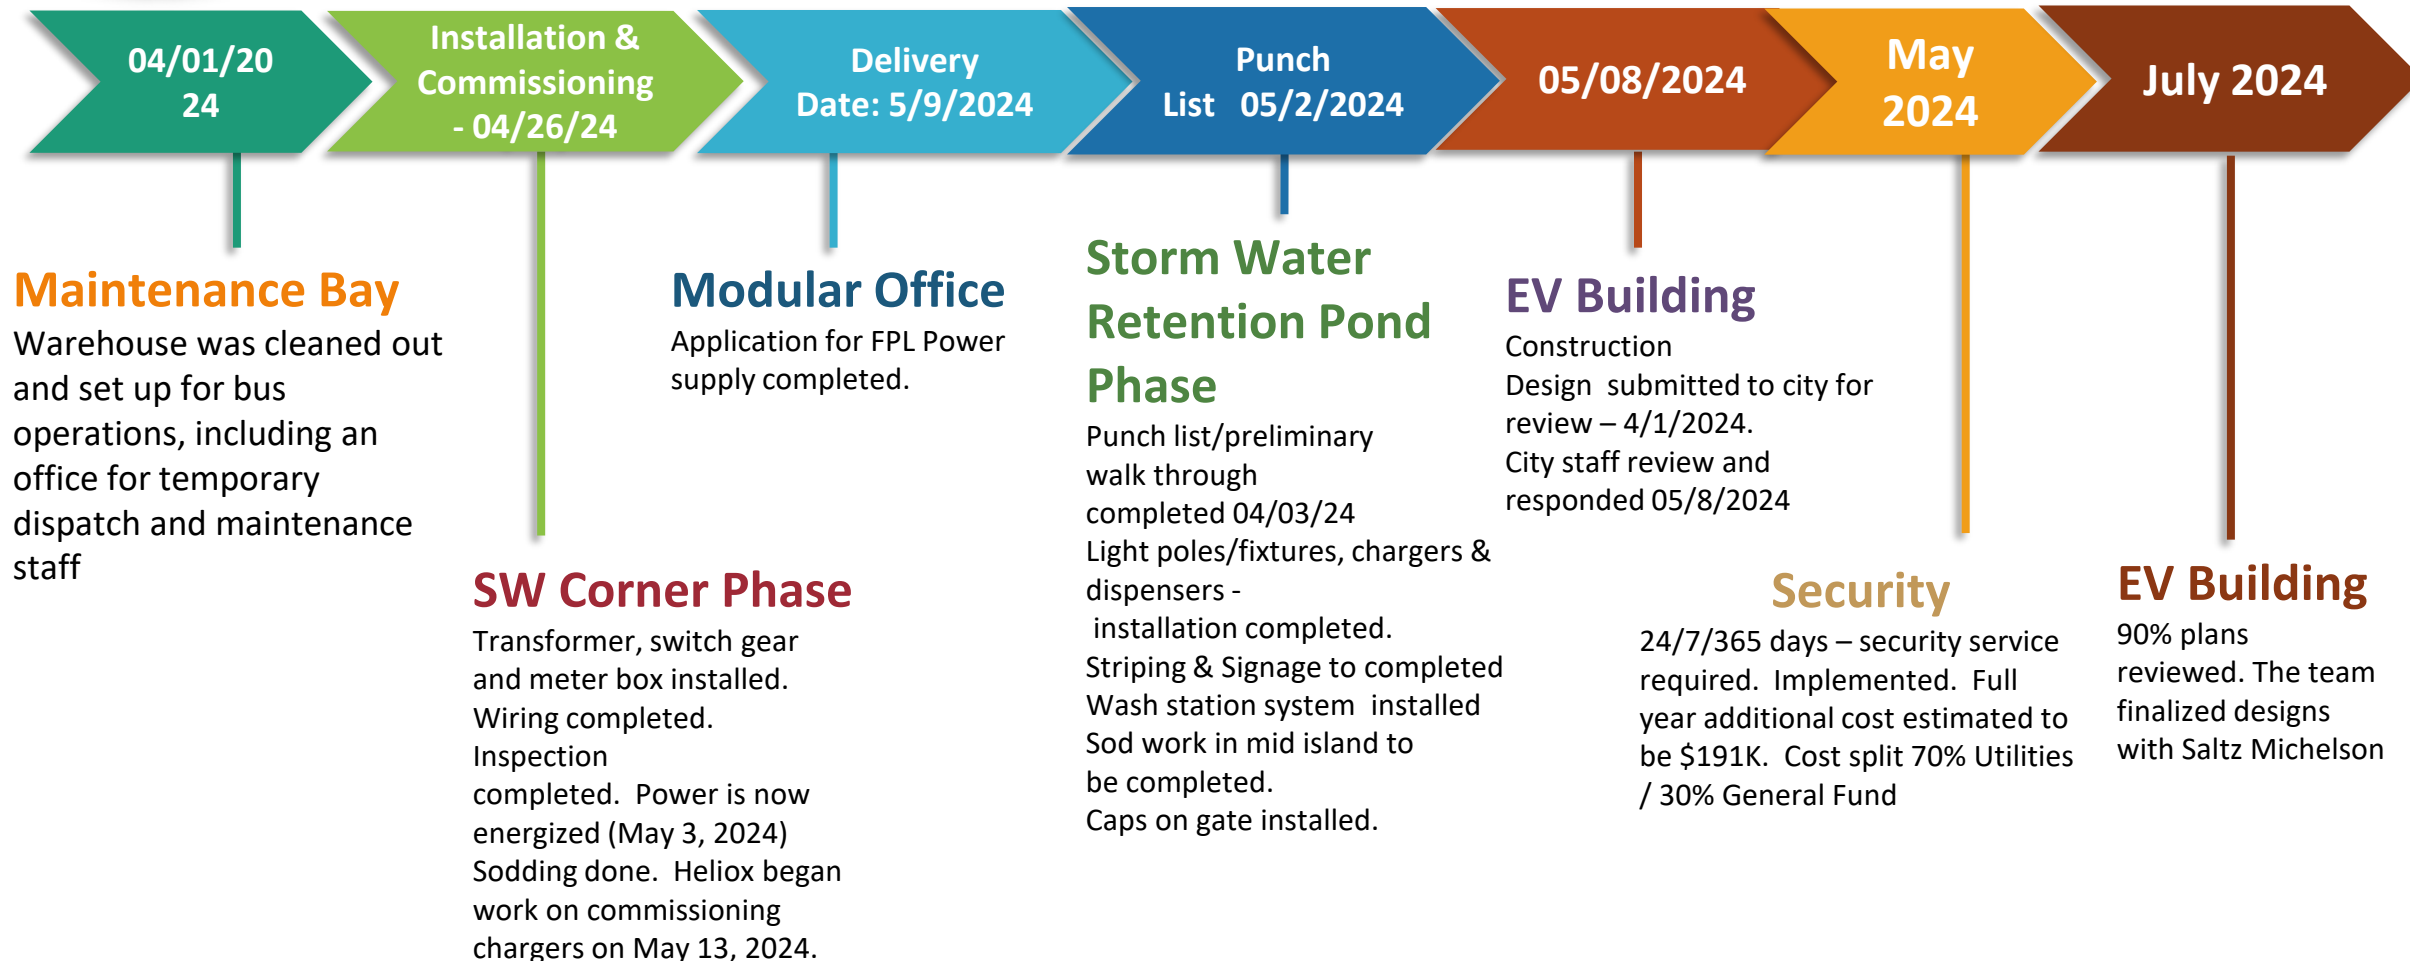 04/01/20
24
Installation &
Commissioning
- 04/26/24
Delivery
Date: 5/9/2024
Punch
List 05/2/2024
05/08/2024
May
2024
July 2024
Maintenance Bay
Warehouse was cleaned out
and set up for bus
operations, including an
office for temporary
dispatch and maintenance
staff
SW Corner Phase
Transformer, switch gear
and meter box installed.
Wiring completed.
Inspection
completed. Power is now
energized (May 3, 2024)
Sodding done. Heliox began
work on commissioning
chargers on May 13, 2024.
Modular Office
Application for FPL Power
supply completed.
Storm Water
Retention Pond
Phase
Punch list/preliminary
walk through
completed 04/03/24
Light poles/fixtures, chargers &
dispensers -
installation completed.
Striping & Signage to completed
Wash station system installed
Sod work in mid island to
be completed.
Caps on gate installed.
EV Building
Construction
Design submitted to city for
review – 4/1/2024.
City staff review and
responded 05/8/2024
Security
24/7/365 days – security service
required. Implemented. Full
year additional cost estimated to
be $191K. Cost split 70% Utilities
/ 30% General Fund
EV Building
90% plans
reviewed. The team
finalized designs
with Saltz Michelson